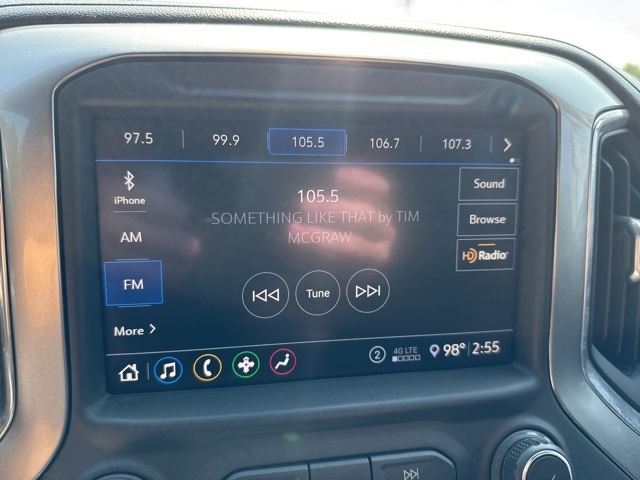 97.5 99.9 105.5 106.7 107.3
iPhone
AM
FM
More
105.5
SOMETHING LIKE THAT by TIM
MCGRAW
Tune
Sound
Browse
HD Radio
2 4G LTE 98° 2:55